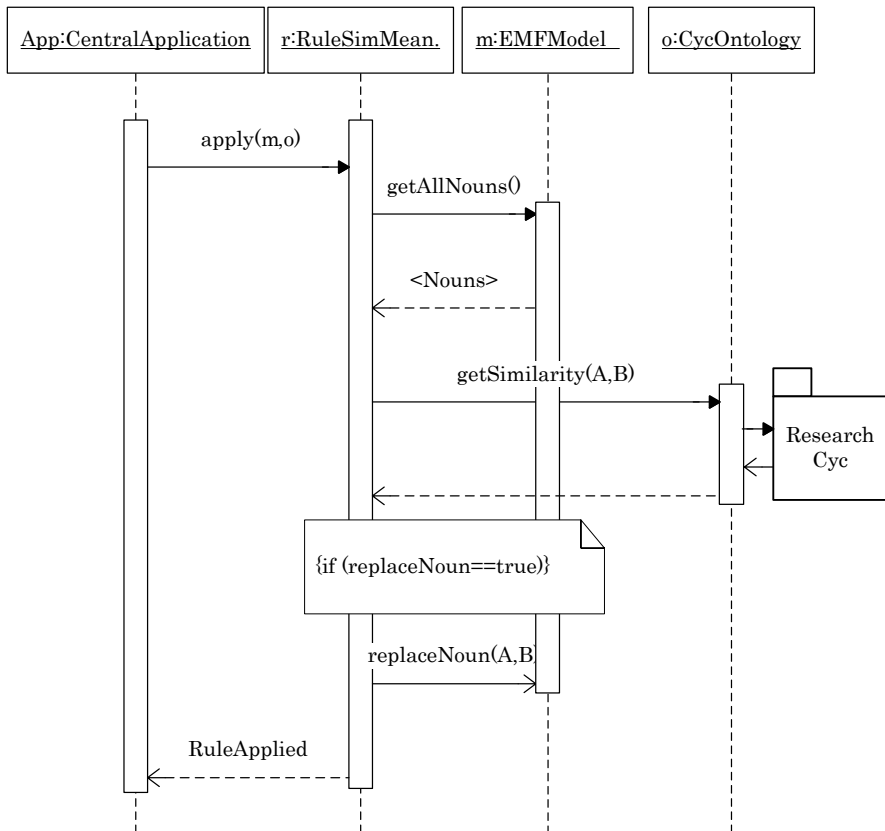 App:CentralApplication
r:RuleSimMean.
m:EMFModel
o:CycOntology
apply(m,o)
getAllNouns()
<Nouns>
getSimilarity(A,B)
Research
Cyc
{if (replaceNoun==true)}
replaceNoun(A,B)
RuleApplied